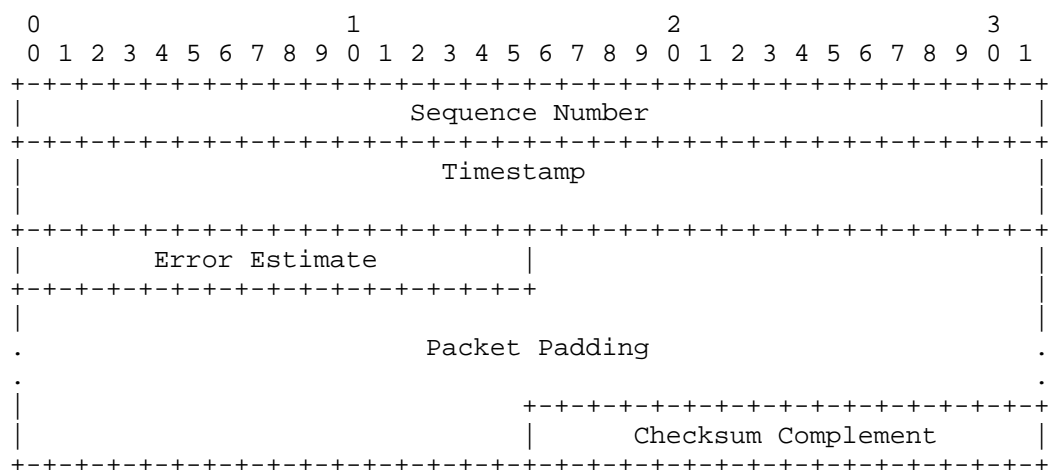 0                   1                   2                   3
 0 1 2 3 4 5 6 7 8 9 0 1 2 3 4 5 6 7 8 9 0 1 2 3 4 5 6 7 8 9 0 1
+-+-+-+-+-+-+-+-+-+-+-+-+-+-+-+-+-+-+-+-+-+-+-+-+-+-+-+-+-+-+-+-+
|                        Sequence Number                        |
+-+-+-+-+-+-+-+-+-+-+-+-+-+-+-+-+-+-+-+-+-+-+-+-+-+-+-+-+-+-+-+-+
|                          Timestamp                            |
|                                                               |
+-+-+-+-+-+-+-+-+-+-+-+-+-+-+-+-+-+-+-+-+-+-+-+-+-+-+-+-+-+-+-+-+
|        Error Estimate         |                               |
+-+-+-+-+-+-+-+-+-+-+-+-+-+-+-+-+                               |
|                                                               |
.                         Packet Padding                        .
.                                                               .
|                               +-+-+-+-+-+-+-+-+-+-+-+-+-+-+-+-+
|                               |      Checksum Complement      |
+-+-+-+-+-+-+-+-+-+-+-+-+-+-+-+-+-+-+-+-+-+-+-+-+-+-+-+-+-+-+-+-+